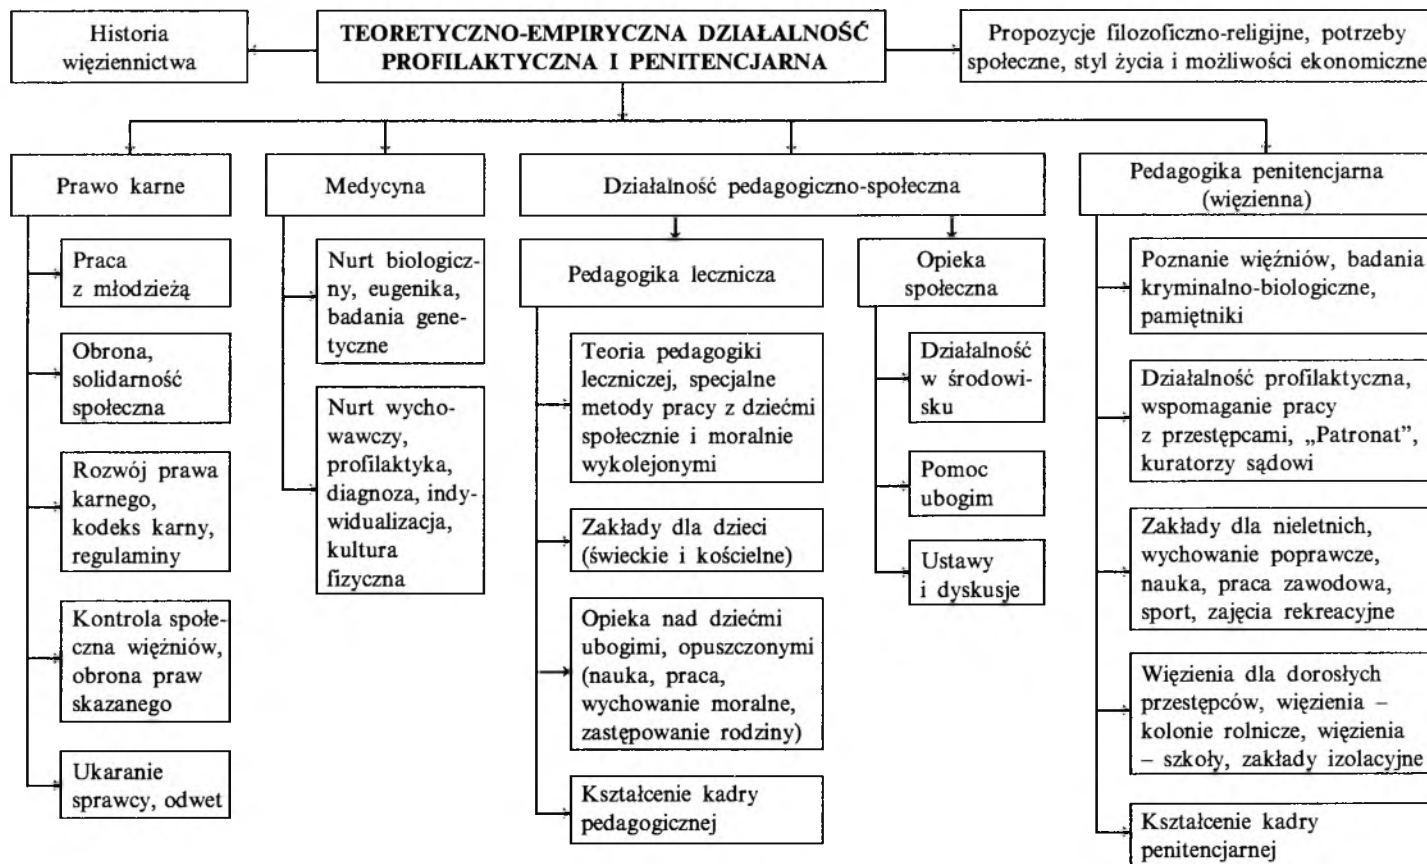 Historia
więziennictwa
TEORETYCZNO-EMPIRYCZNA DZIAŁALNOŚĆ
PROFILAKTYCZNA I PENITENCJARNA
Propozycje filozoficzno-religijne, potrzeby
społeczne, styl życia i możliwości ekonomiczne
Prawo karne
Medycyna
Działalność pedagogiczno-społeczna
Pedagogika penitencjarna
(więzienna)
Praca
z młodzieżą
Obrona,
solidarność
społeczna
Rozwój prawa
karnego,
kodeks karny,
regulaminy
Kontrola społe-
czna więźniów,
obrona praw
skazanego
Ukaranie
sprawcy, odwet
Nurt biologicz-
ny, eugenika,
badania gene-
tyczne
Nurt wycho-
wawczy,
profilaktyka,
diagnoza, indy-
widualizacja,
kultura
fizyczna
Pedagogika lecznicza
Teoria pedagogiki
leczniczej, specjalne
metody pracy z dziećmi
społecznie i moralnie
wykolejonymi
Zakłady dla dzieci
(świeckie i kościelne)
Opieka nad dziećmi
ubogimi, opuszczonymi
(nauka, praca,
wychowanie moralne,
zastępowanie rodziny)
Kształcenie kadry
pedagogicznej
Opieka
społeczna
Działalność
w środowi-
sku
Pomoc
ubogim
Ustawy
i dyskusje
Poznanie więźniów, badania
kryminalno-biologiczne,
pamiętniki
Działalność profilaktyczna,
wspomaganie pracy
z przestępcami, „Patronat”,
kuratorzy sądowi
Zakłady dla nieletnich,
wychowanie poprawcze,
nauka, praca zawodowa,
sport, zajęcia rekreacyjne
Więzienia dla dorosłych
przestępców, więzienia –
kolonie rolnicze, więzienia
– szkoły, zakłady izolacyjne
Kształcenie kadry
penitencjarnej